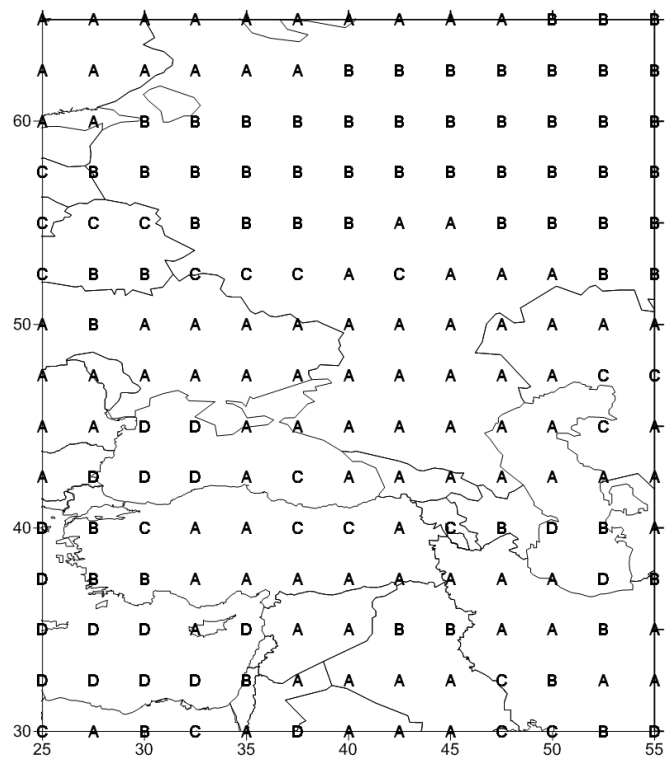 A A A A A A A A A A B B B
A A A A A A B B B B B B B
60 A A B B B B B B B B B B B
C B B B B B B B B B B B B
C C C B B B B A A B B B B
C B B C C C A C A A A B B
50 A B A A A A A A A A A A A
A A A A A A A A A A A C C
A A D D A A A A A A A C A
A D D D A C A A A A A A A
40 D B C A A C C A C B D B A
D B B A A A A A A A A D B
D D D A D A A B B A A B A
D D D D B A A A A C B A A
30 C A B C A D A A A C C B D
25 30 35 40 45 50 55